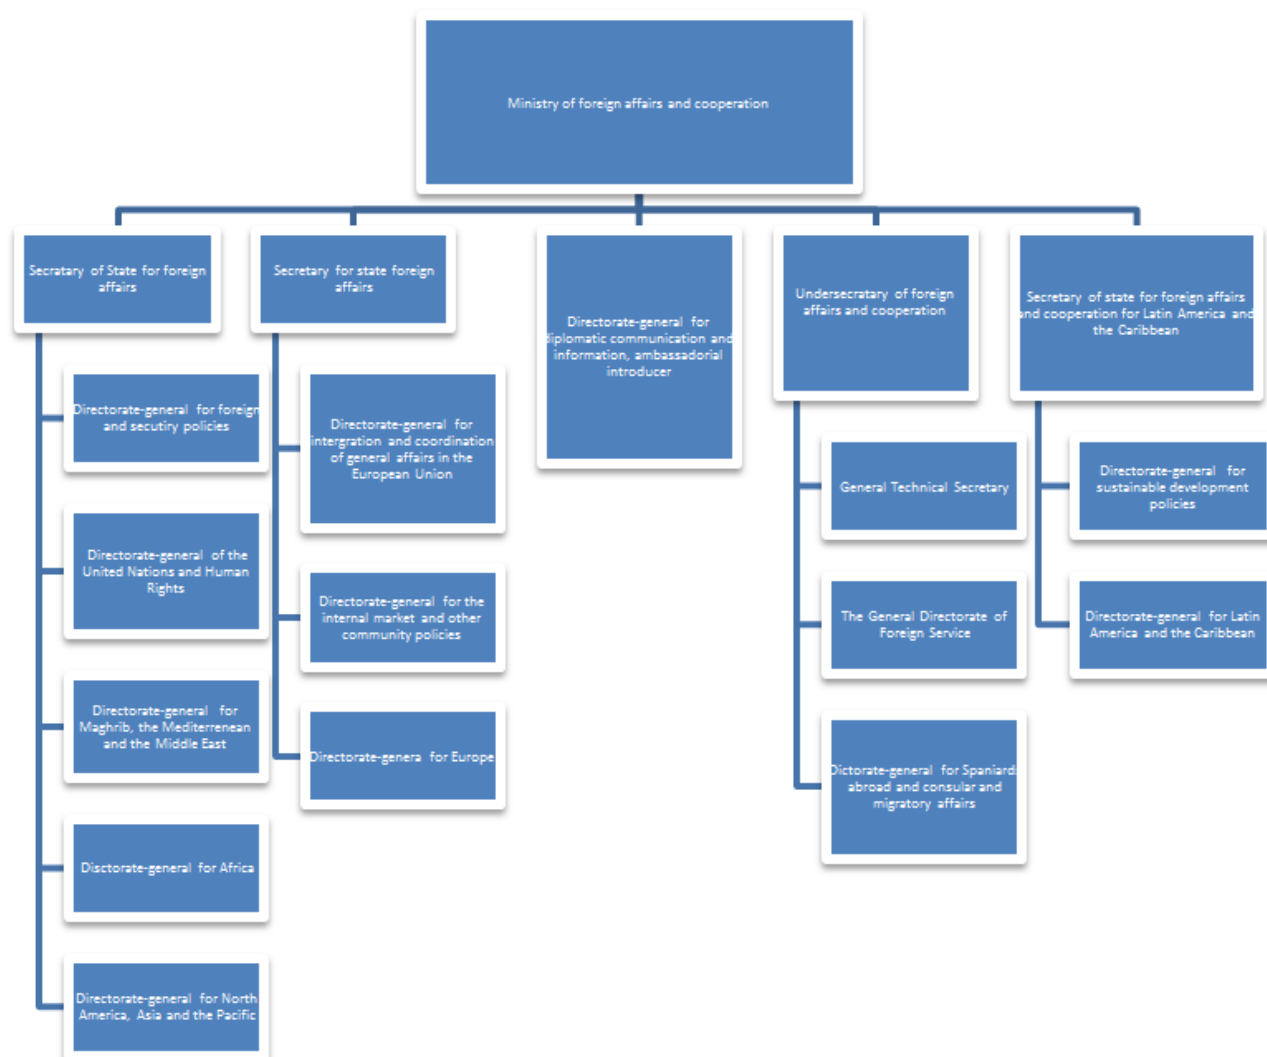 Ministry of foreign affairs and cooperation
Secratary of State for foreign
affairs
Directorate-general for foreign
and secutiry policies
Directorate-general of the
United Nations and Human
Rights
Directorate-general for
Maghrib, the Mediterrenean
and the Middle East
Disctorate-general for Africa
Directorate-general for North
America, Asia and the Pacific
Secretary for state foreign
affairs
Directorate-general for
intergration and coordination
of general affairs in the
European Union
Directorate-general for the
internal market and other
community policies
Directorate-genera for Europe
Directorate-general for
diplomatic communication and
information, ambassadorial
introducer
Undersecratary of foreign
affairs and cooperation
General Technical Secretary
The General Directorate of
Foreign Service
Dictorate-general for Spaniards
abroad and consular and
migratory affairs
Secretary of state for foreign affairs
and cooperation for Latin America and
the Caribbean
Directorate-general for
sustainable development
policies
Directorate-general for Latin
America and the Caribbean